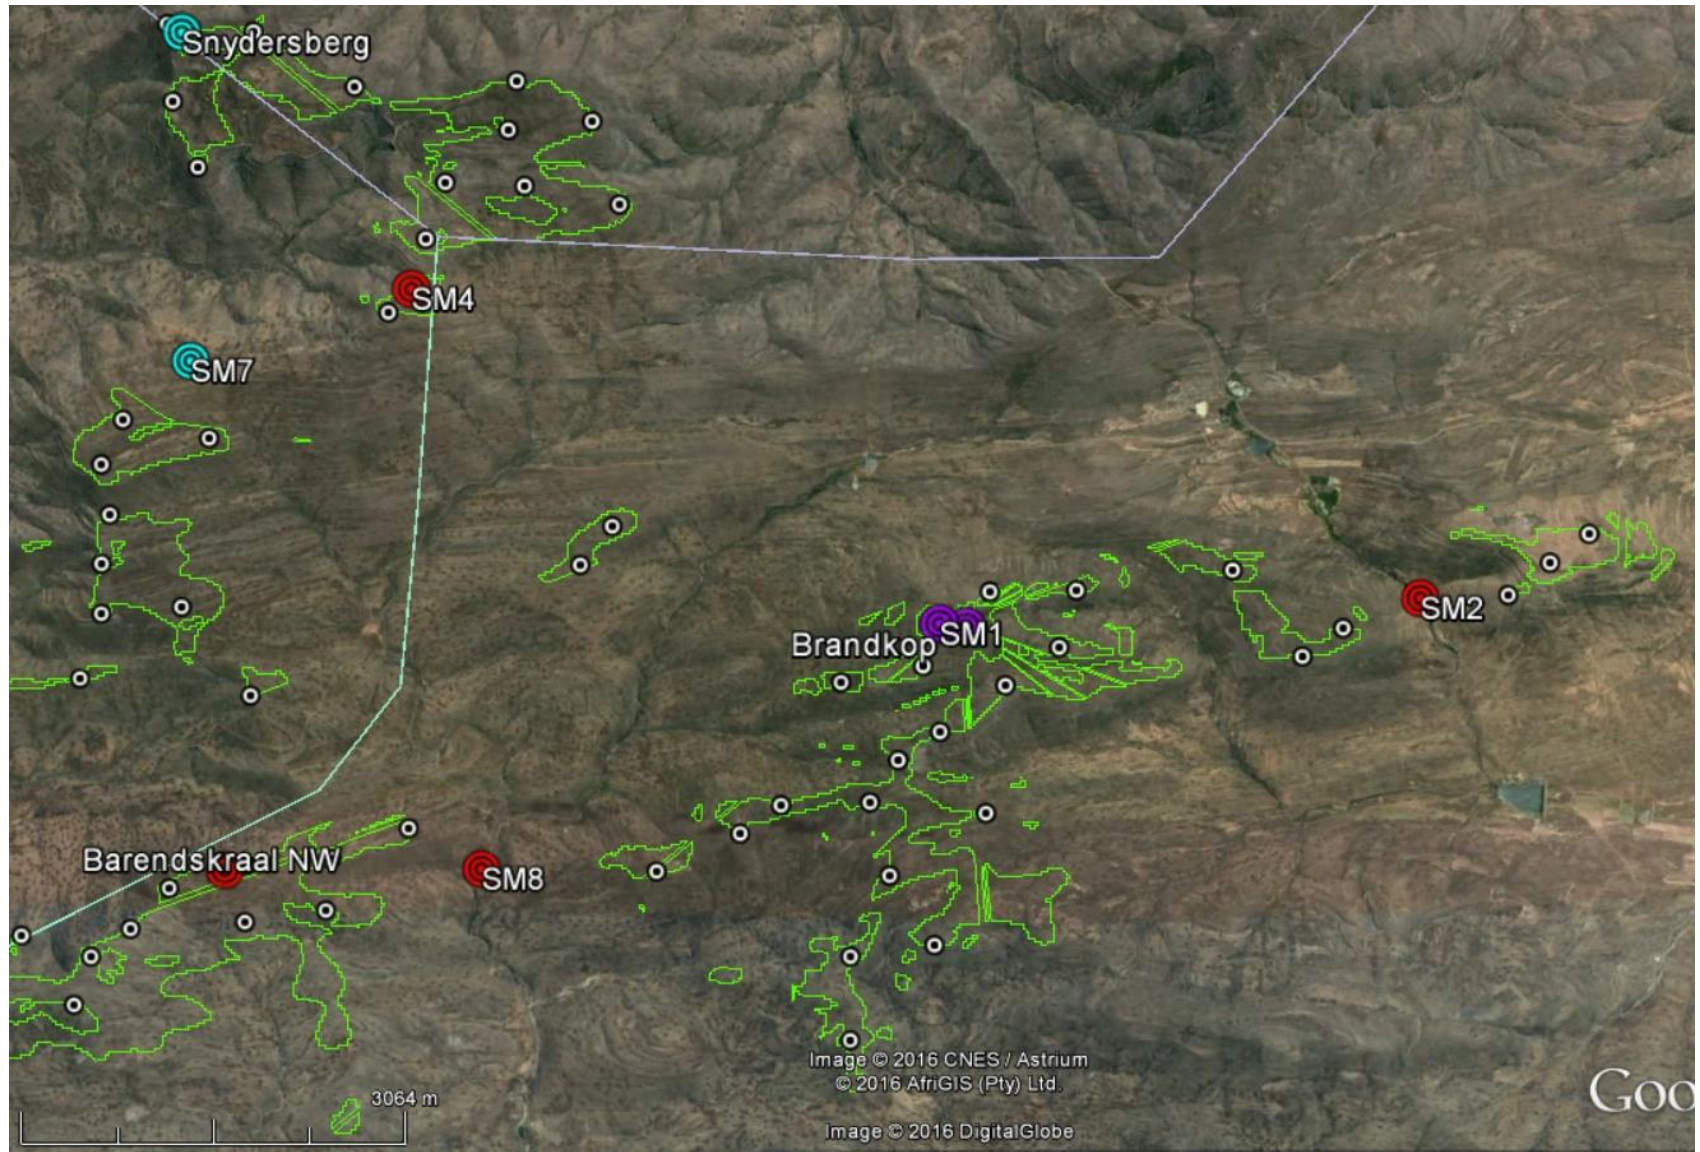 Snydersberg
SM4
SM7
SM1
Brandkop
SM2
Barendskraal NW
SM8
Image © 2016 CNES / Astrium
© 2016 AfriGIS (Pty) Ltd.
3064 m
Goo
Image © 2016 DigitalGlobe